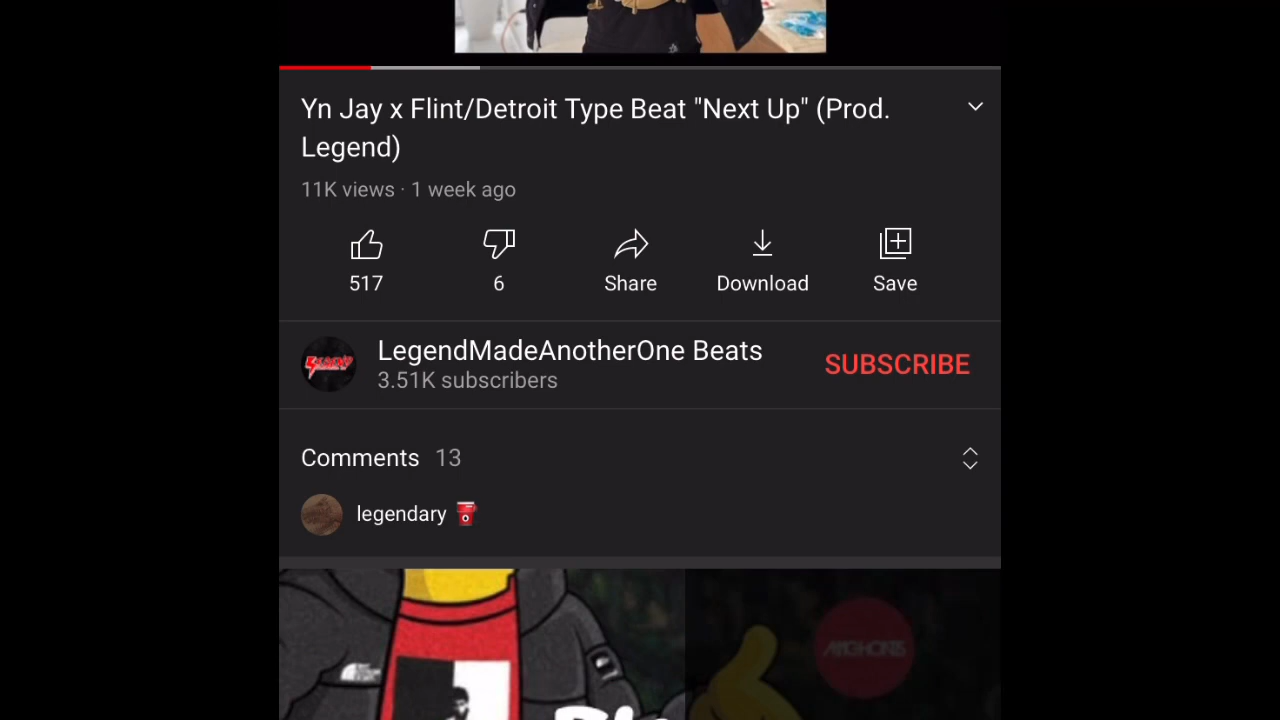 Yn Jay x Flint/Detroit Type Beat "Next Up" (Prod.
Legend)
11K views · 1 week ago
517
6
Share
Download
Save
LegendMadeAnotherOne Beats
3.51K subscribers
SUBSCRIBE
Comments 13
legendary